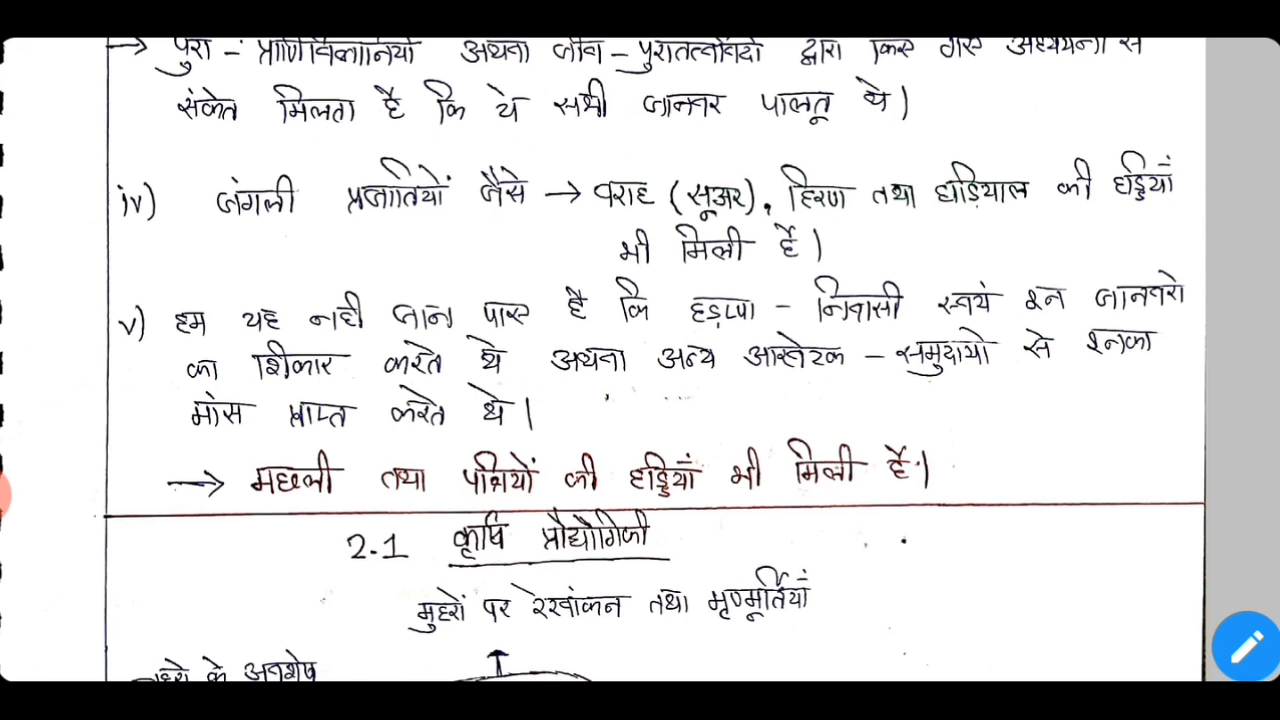 → पुरा - प्राणिविज्ञानियों अथवा जीव - पुरातत्वविदों द्वारा किए गए अध्ययनों से
संकेत मिलता है कि ये सभी जानवर पालतू थे।
iv) जंगली प्रजातियों जैसे → वराह (सूअर), हिरण तथा घड़ियाल की हड्डियाँ
भी मिली हैं।
v) हम यह नही जान पाए है कि हड़प्पा - निवासी स्वयं इन जानवरो
का शिकार करते थे अथवा अन्य आखेटक - समुदायो से इनका
मांस प्राप्त करते थे।
→ मछली तथा पक्षियों की हड्डियाँ भी मिली हैं।
2.1 कृषि प्रौद्योगिकी
मुहरों पर रेखांकन तथा मृण्मूर्तियाँ
के अवशेष